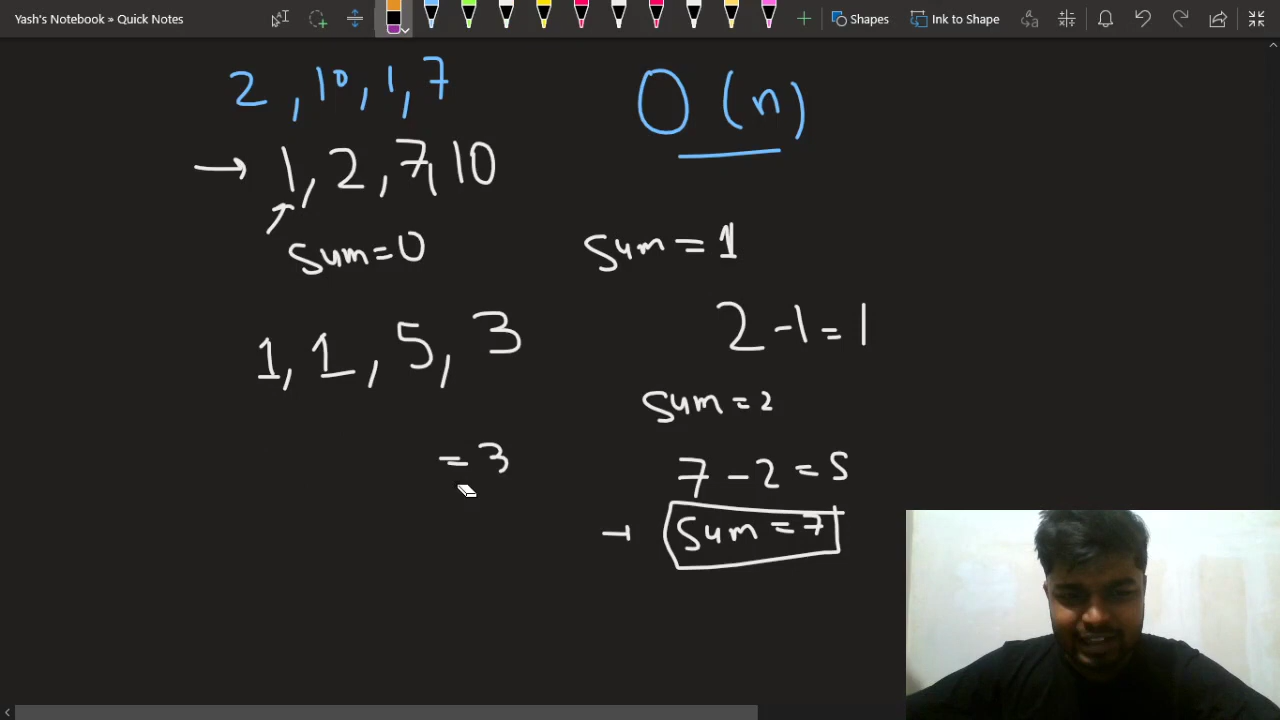 Yash's Notebook » Quick Notes
Shapes
Ink to Shape
2, 10, 1, 7
O(n)
→ 1, 2, 7, 10
Sum=0
Sum=1
2-1=1
1, 1, 5, 3
Sum=2
=3
7-2=5
→ Sum=7